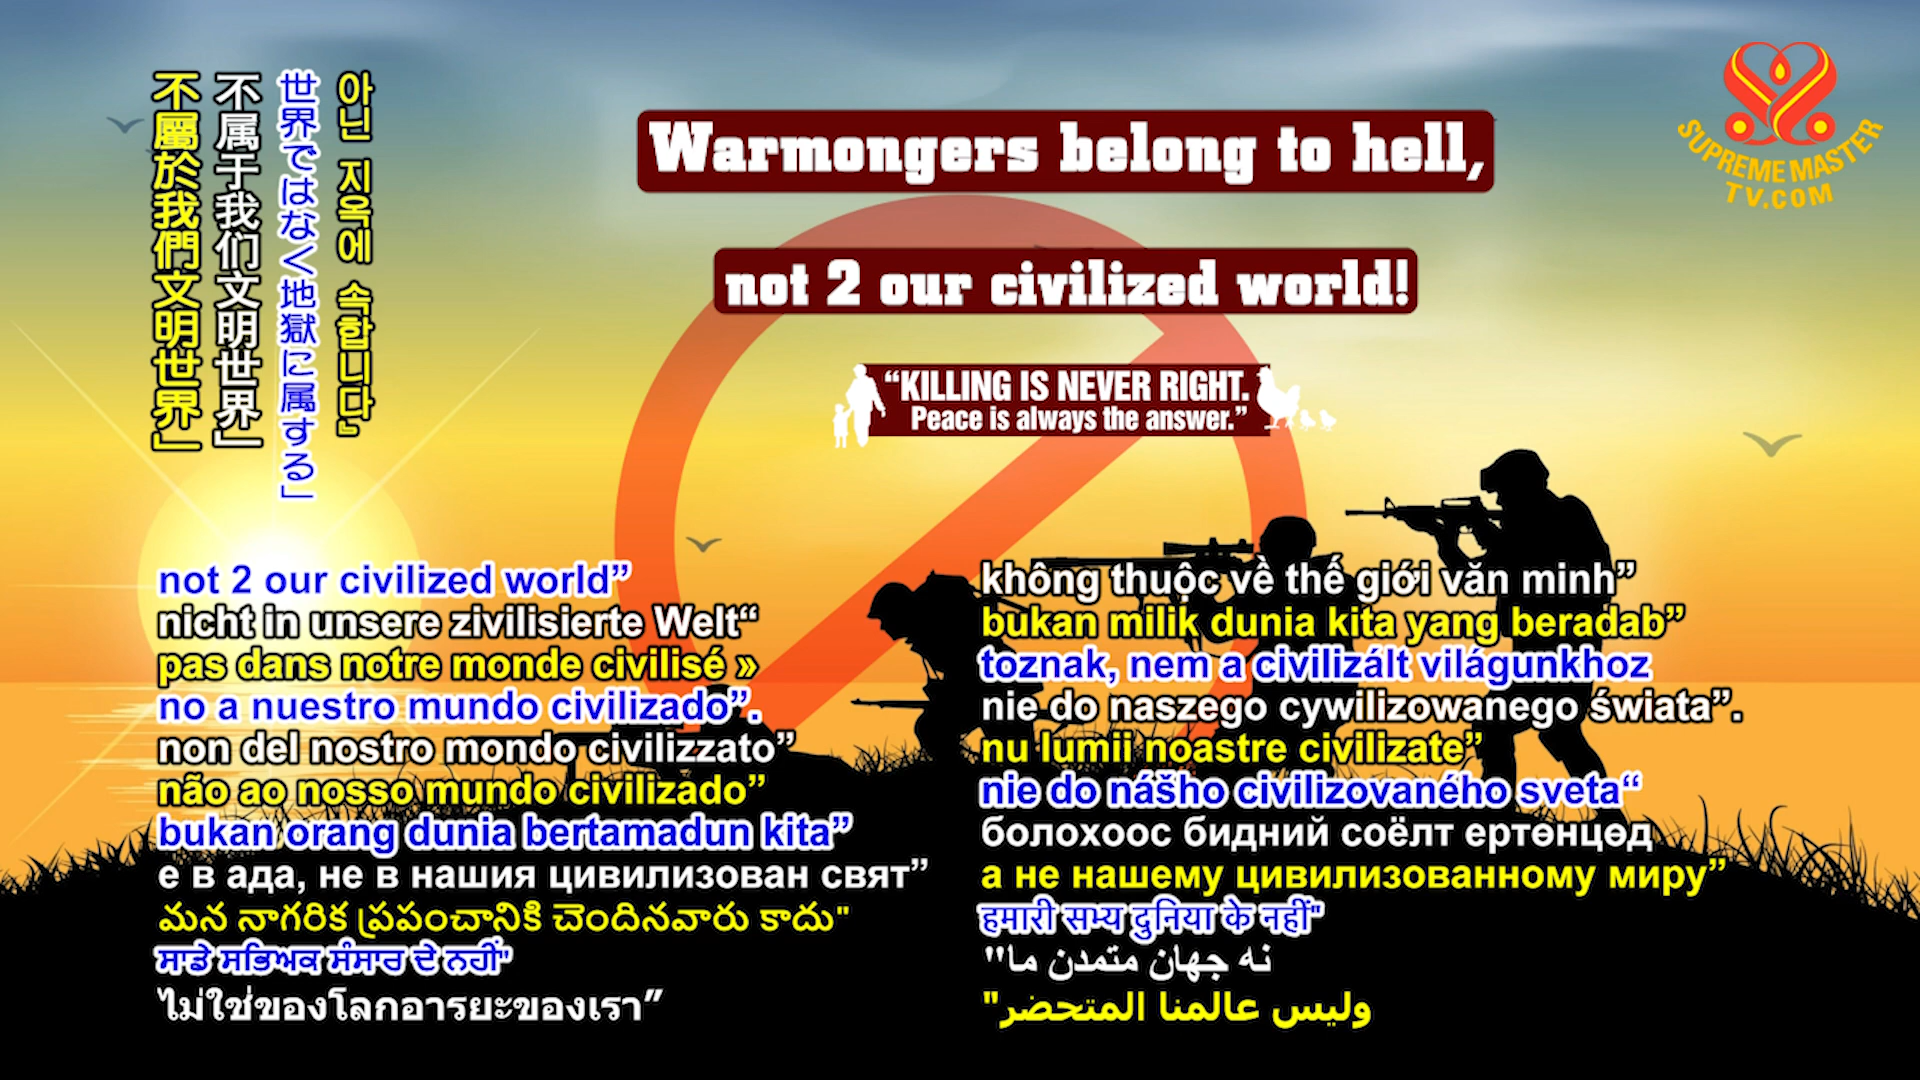 不屬於我們文明世界」
不属于我们文明世界」
世界ではなく地獄に属する」
아닌 지옥에 속합니다』
Warmongers belong to hell,
not 2 our civilized world!
SUPREME MASTER
TV.COM
“KILLING IS NEVER RIGHT.
Peace is always the answer.”
not 2 our civilized world”
nicht in unsere zivilisierte Welt“
pas dans notre monde civilisé »
no a nuestro mundo civilizado”.
non del nostro mondo civilizzato”
não ao nosso mundo civilizado”
bukan orang dunia bertamadun kita”
е в ада, не в нашия цивилизован свят”
మన నాగరిక ప్రపంచానికి చెందినవారు కాదు"
ਸਾਡੇ ਸਭਿਅਕ ਸੰਸਾਰ ਦੇ ਨਹੀਂ"
ไม่ใช่ของโลกอารยะของเรา”
không thuộc về thế giới văn minh”
bukan milik dunia kita yang beradab”
toznak, nem a civilizált világunkhoz
nie do naszego cywilizowanego świata”.
nu lumii noastre civilizate”
nie do nášho civilizovaného sveta“
болохоос бидний соёлт ертөнцөд
а не нашему цивилизованному миру”
हमारी सभ्य दुनिया के नहीं"
نه جهان متمدن ما"
وليس عالمنا المتحضر"